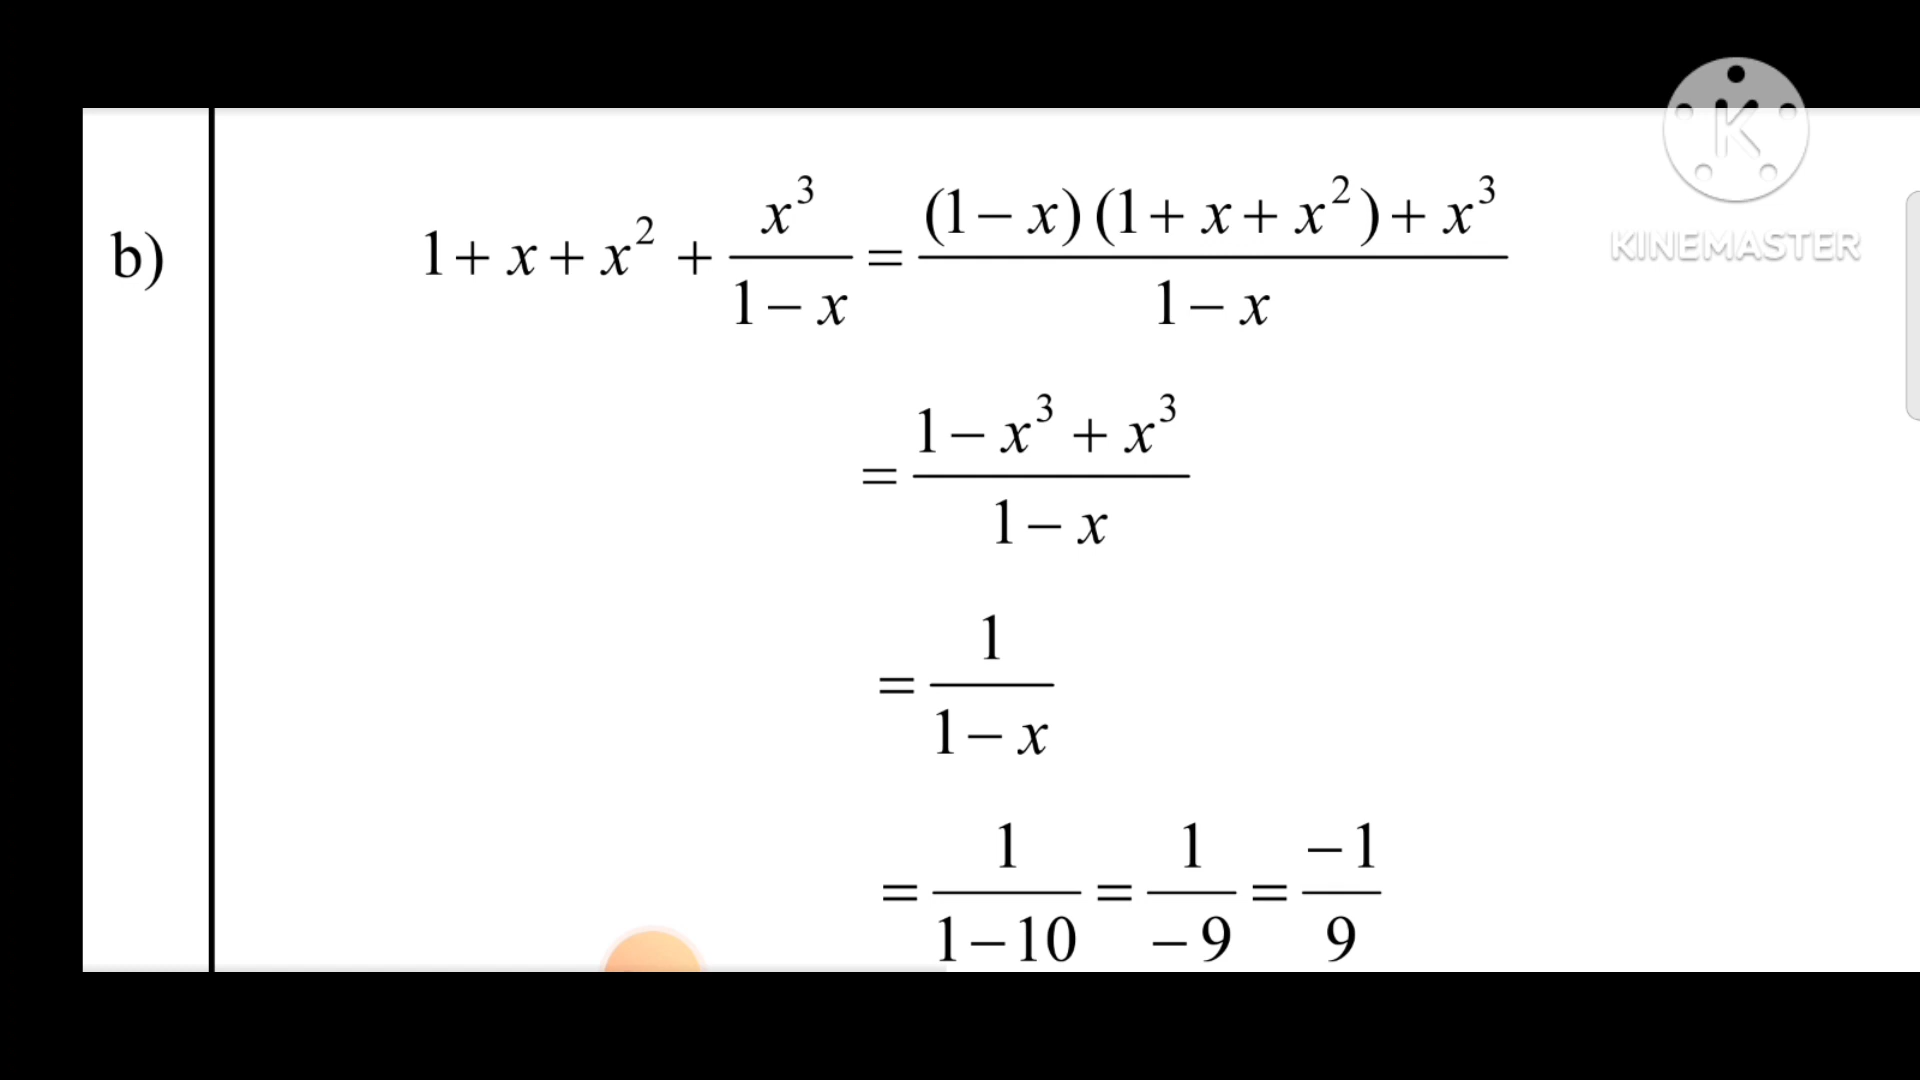 K
KINEMASTER
b) 1 + x + x² + x³/(1 − x) = ((1 − x)(1 + x + x²) + x³)/(1 − x)
= (1 − x³ + x³)/(1 − x)
= 1/(1 − x)
= 1/(1 − 10) = 1/(−9) = −1/9